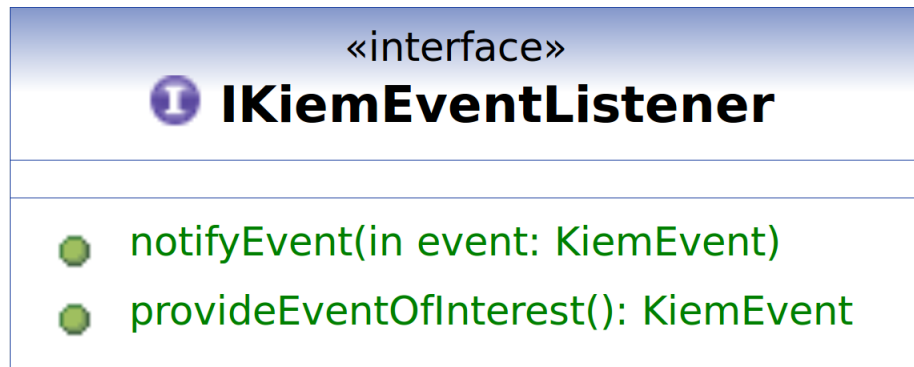 «interface»
IKiemEventListener
notifyEvent(in event: KiemEvent)
provideEventOfInterest(): KiemEvent